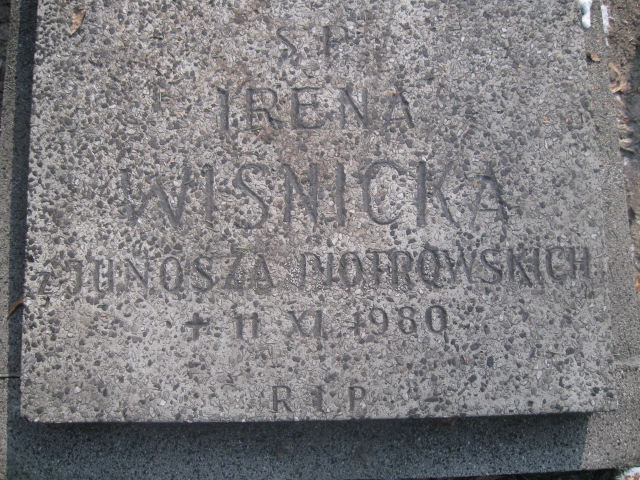 Ś.P.
IRENA
WIŚNICKA
z JUNOSZA PIOTROWSKICH
+ 11 XI 1980
R.I.P.